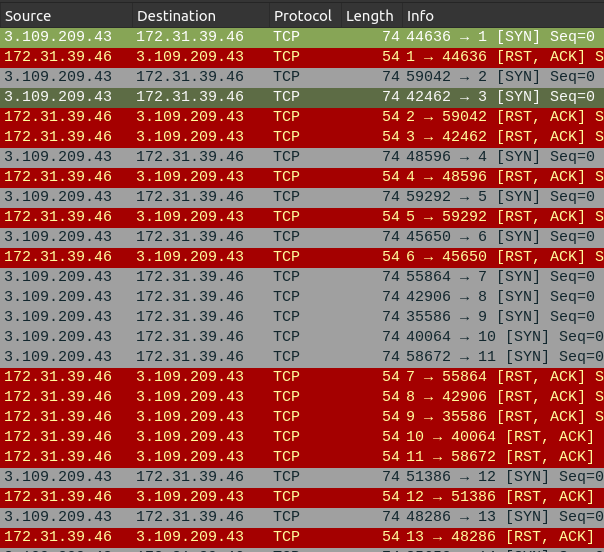 Source Destination Protocol Length Info
3.109.209.43 172.31.39.46 TCP 74 44636 → 1 [SYN] Seq=0
172.31.39.46 3.109.209.43 TCP 54 1 → 44636 [RST, ACK] S
3.109.209.43 172.31.39.46 TCP 74 59042 → 2 [SYN] Seq=0
3.109.209.43 172.31.39.46 TCP 74 42462 → 3 [SYN] Seq=0
172.31.39.46 3.109.209.43 TCP 54 2 → 59042 [RST, ACK] S
172.31.39.46 3.109.209.43 TCP 54 3 → 42462 [RST, ACK] S
3.109.209.43 172.31.39.46 TCP 74 48596 → 4 [SYN] Seq=0
172.31.39.46 3.109.209.43 TCP 54 4 → 48596 [RST, ACK] S
3.109.209.43 172.31.39.46 TCP 74 59292 → 5 [SYN] Seq=0
172.31.39.46 3.109.209.43 TCP 54 5 → 59292 [RST, ACK] S
3.109.209.43 172.31.39.46 TCP 74 45650 → 6 [SYN] Seq=0
172.31.39.46 3.109.209.43 TCP 54 6 → 45650 [RST, ACK] S
3.109.209.43 172.31.39.46 TCP 74 55864 → 7 [SYN] Seq=0
3.109.209.43 172.31.39.46 TCP 74 42906 → 8 [SYN] Seq=0
3.109.209.43 172.31.39.46 TCP 74 35586 → 9 [SYN] Seq=0
3.109.209.43 172.31.39.46 TCP 74 40064 → 10 [SYN] Seq=0
3.109.209.43 172.31.39.46 TCP 74 58672 → 11 [SYN] Seq=0
172.31.39.46 3.109.209.43 TCP 54 7 → 55864 [RST, ACK] S
172.31.39.46 3.109.209.43 TCP 54 8 → 42906 [RST, ACK] S
172.31.39.46 3.109.209.43 TCP 54 9 → 35586 [RST, ACK] S
172.31.39.46 3.109.209.43 TCP 54 10 → 40064 [RST, ACK]
172.31.39.46 3.109.209.43 TCP 54 11 → 58672 [RST, ACK]
3.109.209.43 172.31.39.46 TCP 74 51386 → 12 [SYN] Seq=0
172.31.39.46 3.109.209.43 TCP 54 12 → 51386 [RST, ACK]
3.109.209.43 172.31.39.46 TCP 74 48286 → 13 [SYN] Seq=0
172.31.39.46 3.109.209.43 TCP 54 13 → 48286 [RST, ACK]